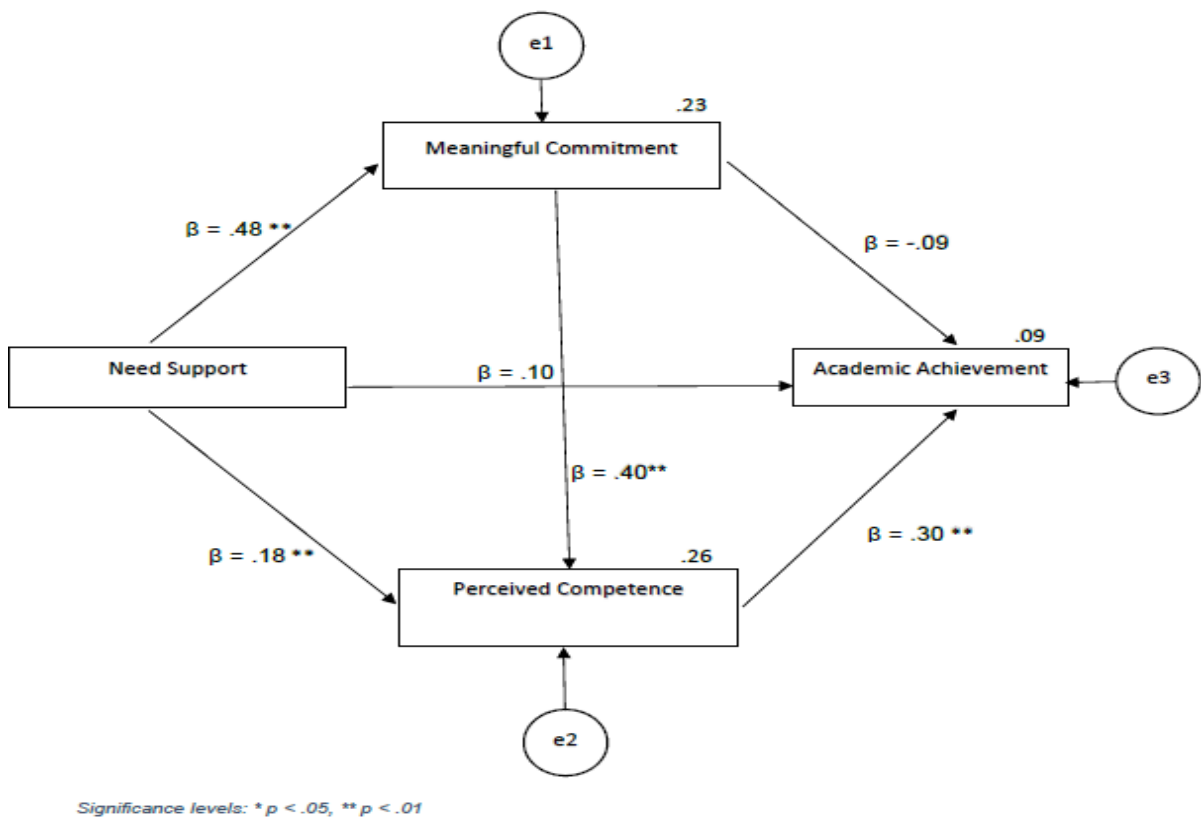 e1
.23
Meaningful Commitment
β = .48 **
β = -.09
Need Support
.09
Academic Achievement
β = .10
e3
β = .40**
β = .30 **
β = .18 **
.26
Perceived Competence
e2
Significance levels: * p < .05, ** p < .01